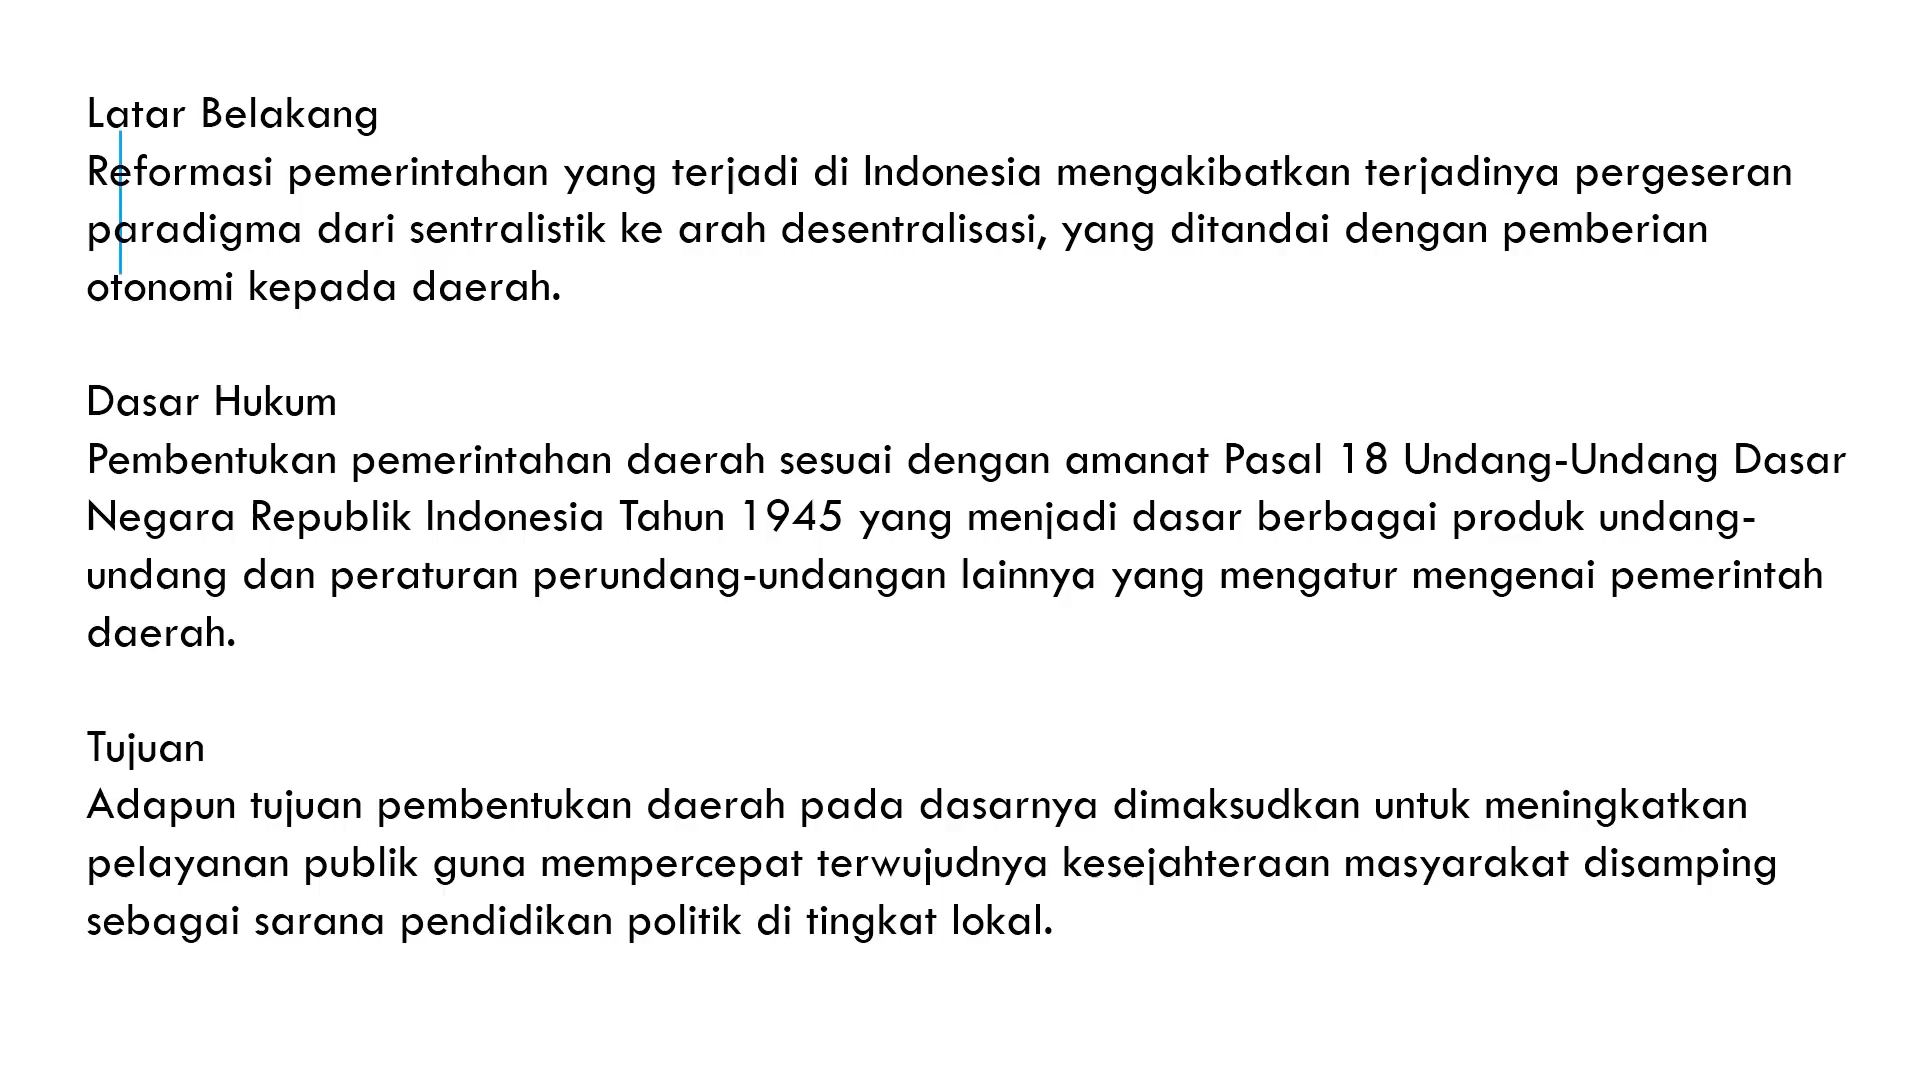 Latar Belakang
Reformasi pemerintahan yang terjadi di Indonesia mengakibatkan terjadinya pergeseran
paradigma dari sentralistik ke arah desentralisasi, yang ditandai dengan pemberian
otonomi kepada daerah.
Dasar Hukum
Pembentukan pemerintahan daerah sesuai dengan amanat Pasal 18 Undang-Undang Dasar
Negara Republik Indonesia Tahun 1945 yang menjadi dasar berbagai produk undang-
undang dan peraturan perundang-undangan lainnya yang mengatur mengenai pemerintah
daerah.
Tujuan
Adapun tujuan pembentukan daerah pada dasarnya dimaksudkan untuk meningkatkan
pelayanan publik guna mempercepat terwujudnya kesejahteraan masyarakat disamping
sebagai sarana pendidikan politik di tingkat lokal.